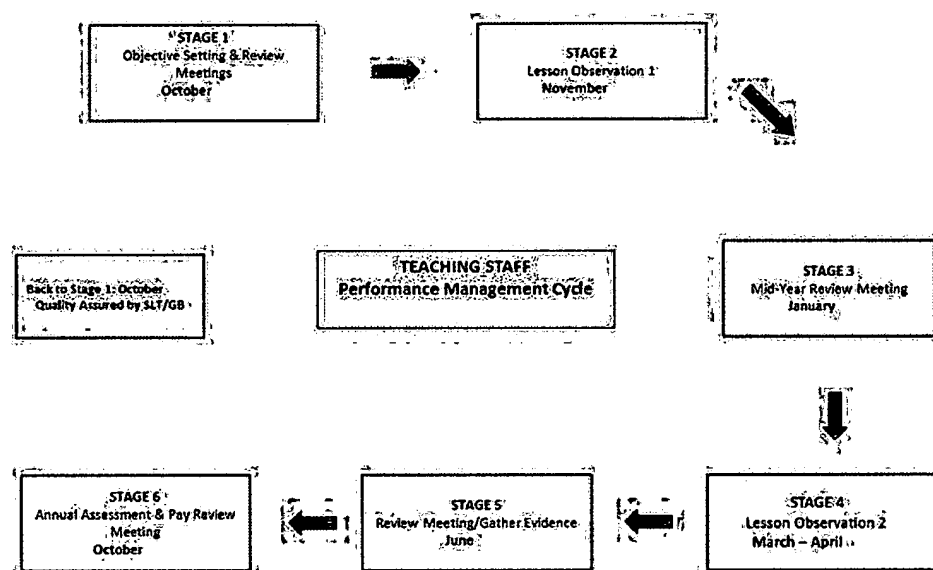 STAGE 1
Objective Setting & Review
Meetings
October
STAGE 2
Lesson Observation 1
November
Back to Stage 1: October
Quality Assured by SLT/GB
TEACHING STAFF
Performance Management Cycle
STAGE 3
Mid-Year Review Meeting
January
STAGE 6
Annual Assessment & Pay Review
Meeting
October
STAGE 5
Review Meeting/Gather Evidence
June
STAGE 4
Lesson Observation 2
March – April